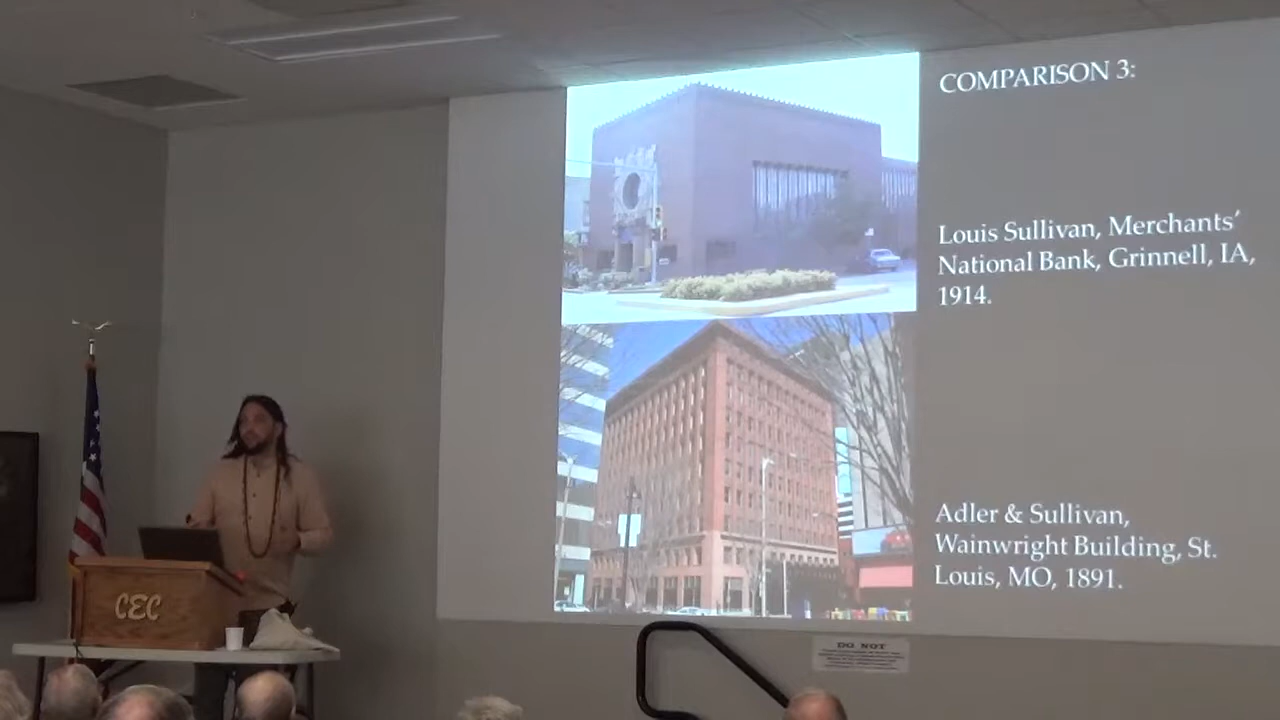 COMPARISON 3:
Louis Sullivan, Merchants’
National Bank, Grinnell, IA,
1914.
Adler & Sullivan,
Wainwright Building, St.
Louis, MO, 1891.
CEC
DO NOT